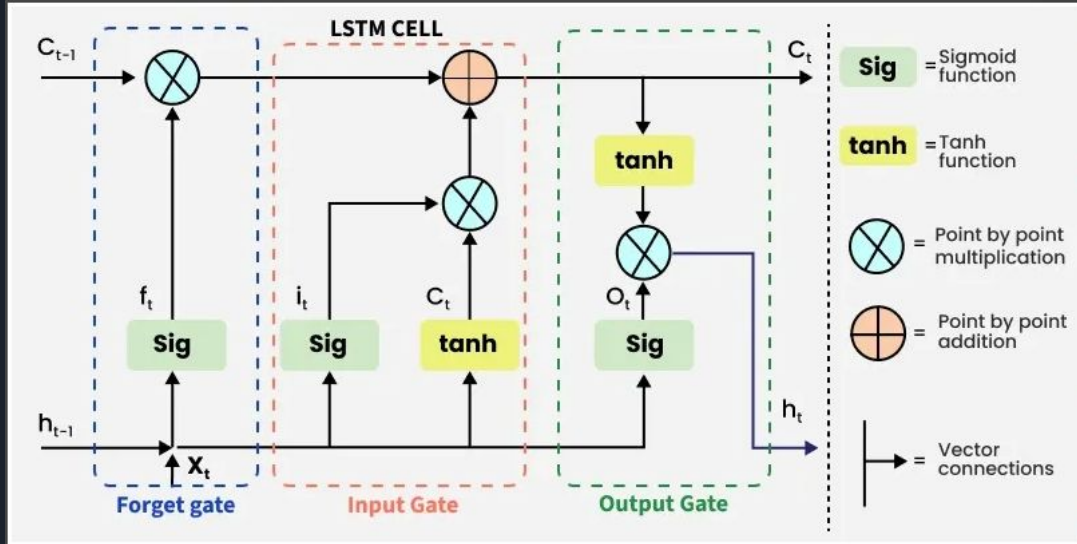 LSTM CELL
Cₜ₋₁
Cₜ
fₜ
iₜ
Cₜ
Oₜ
tanh
Sig
Sig
tanh
Sig
hₜ₋₁
Xₜ
hₜ
Forget gate
Input Gate
Output Gate
Sig
=Sigmoid
function
tanh
=Tanh
function
= Point by point
multiplication
= Point by point
addition
= Vector
connections